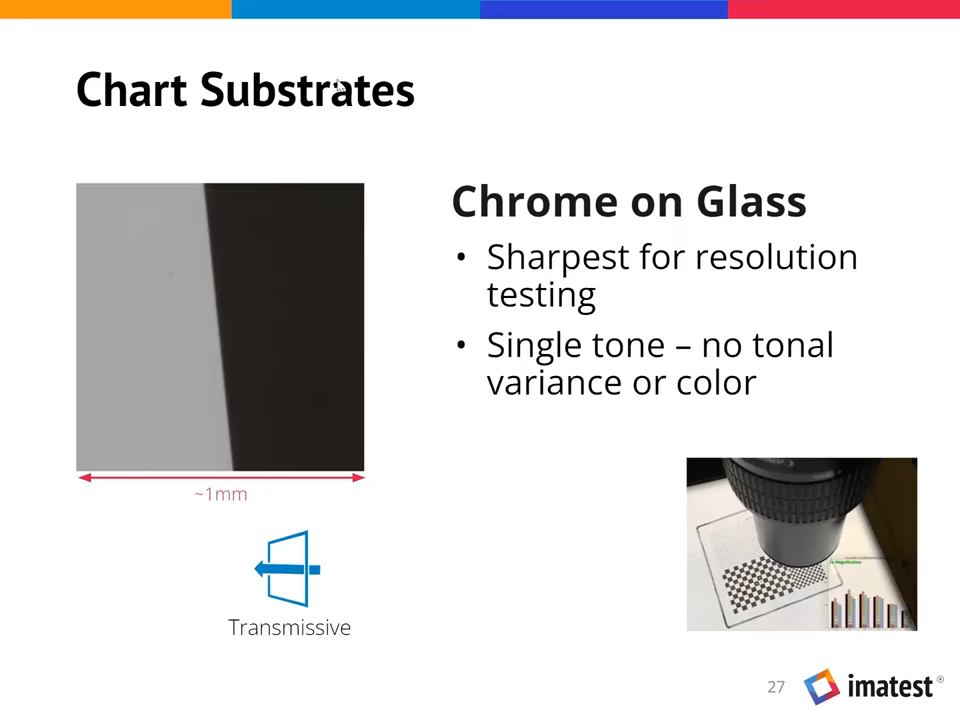 Chart Substrates
Chrome on Glass
• Sharpest for resolution
testing
• Single tone – no tonal
variance or color
~1mm
Transmissive
27
imatest®